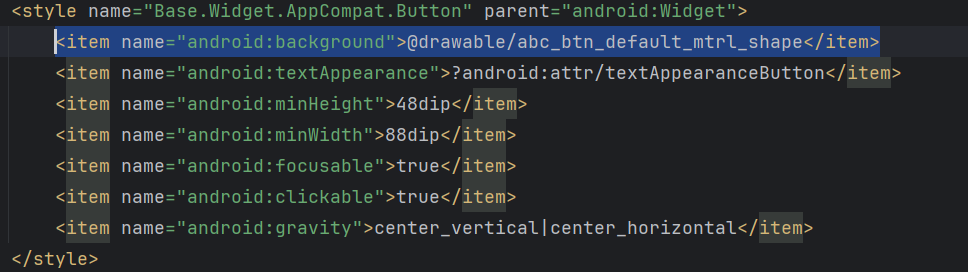 <style name="Base.Widget.AppCompat.Button" parent="android:Widget">
<item name="android:background">@drawable/abc_btn_default_mtrl_shape</item>
<item name="android:textAppearance">?android:attr/textAppearanceButton</item>
<item name="android:minHeight">48dip</item>
<item name="android:minWidth">88dip</item>
<item name="android:focusable">true</item>
<item name="android:clickable">true</item>
<item name="android:gravity">center_vertical|center_horizontal</item>
</style>